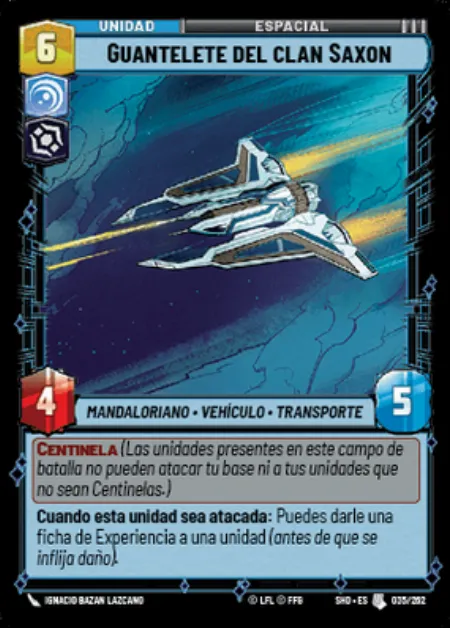 UNIDAD
ESPACIAL
6
GUANTELETE DEL CLAN SAXON
4
MANDALORIANO • VEHÍCULO • TRANSPORTE
5
CENTINELA (Las unidades presentes en este campo de
batalla no pueden atacar tu base ni a tus unidades que
no sean Centinelas.)
Cuando esta unidad sea atacada: Puedes darle una
ficha de Experiencia a una unidad (antes de que se
inflija daño).
IGNACIO BAZAN LAZCANO
© LFL © FFG
SHD • ES
035/262